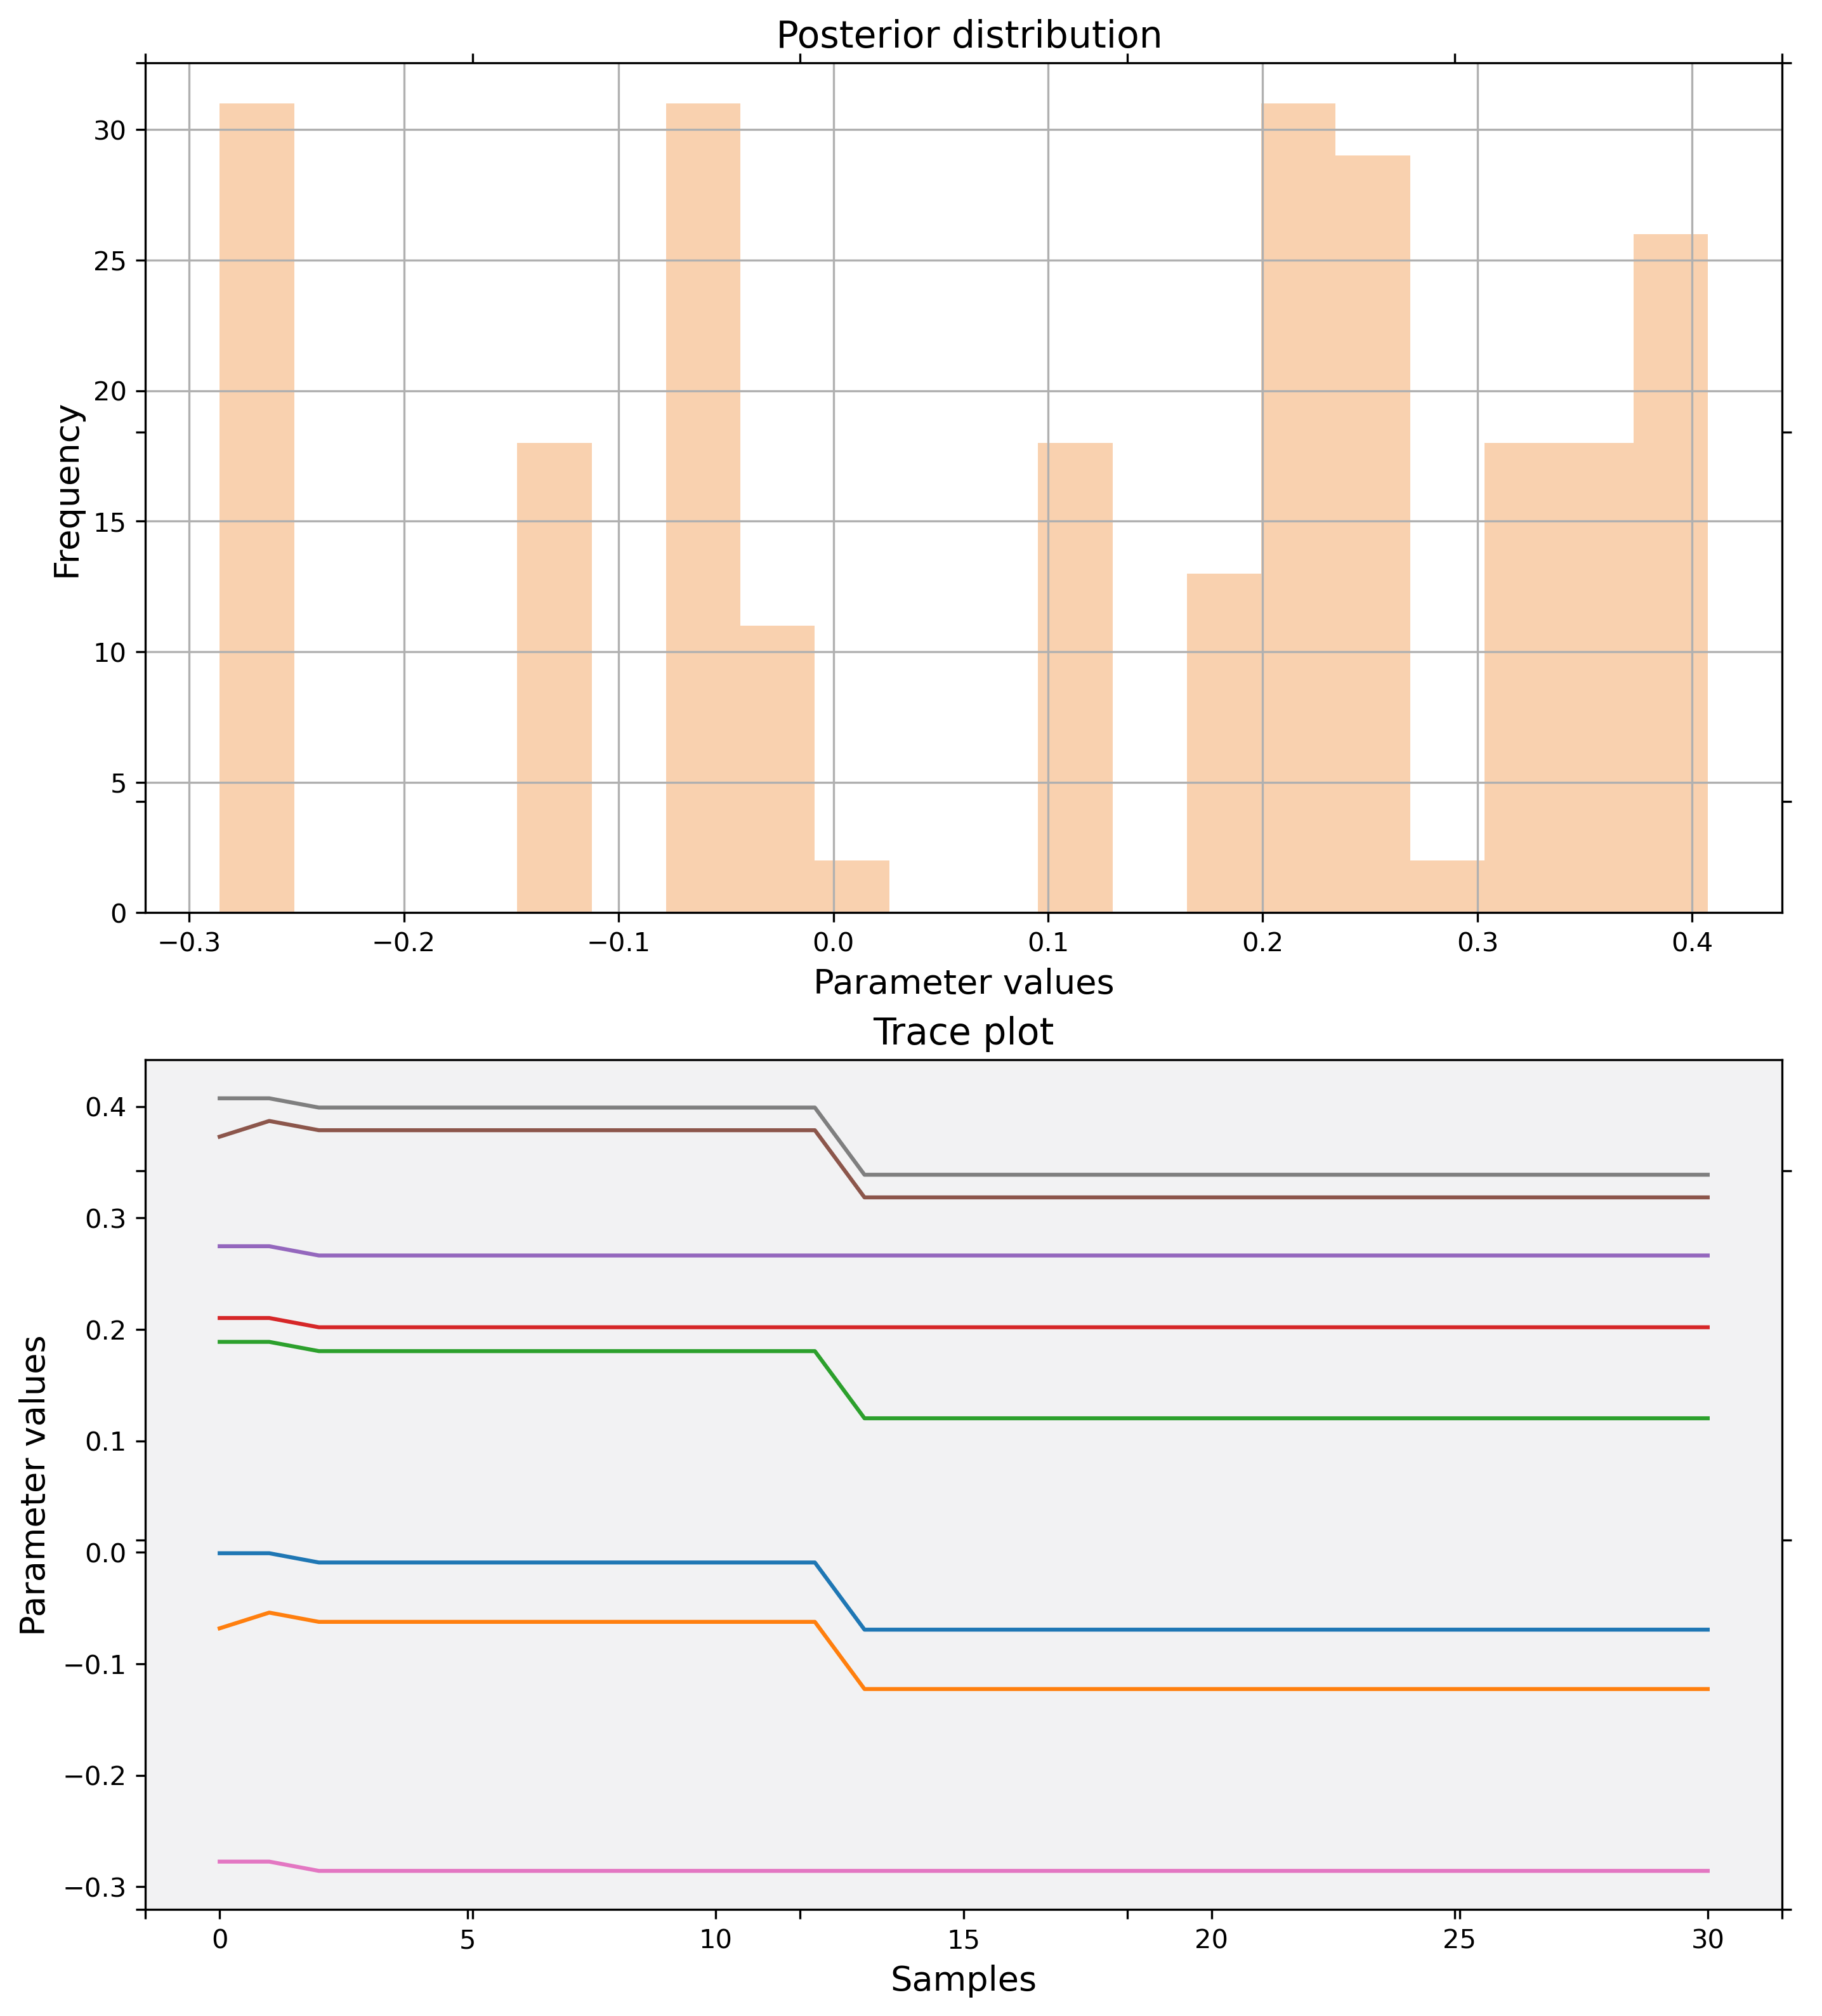 Posterior distribution
30
25
20
15
10
5
0
Frequency
−0.3 −0.2 −0.1 0.0 0.1 0.2 0.3 0.4
Parameter values
Trace plot
0.4
0.3
0.2
0.1
0.0
−0.1
−0.2
−0.3
Parameter values
0 5 10 15 20 25 30
Samples